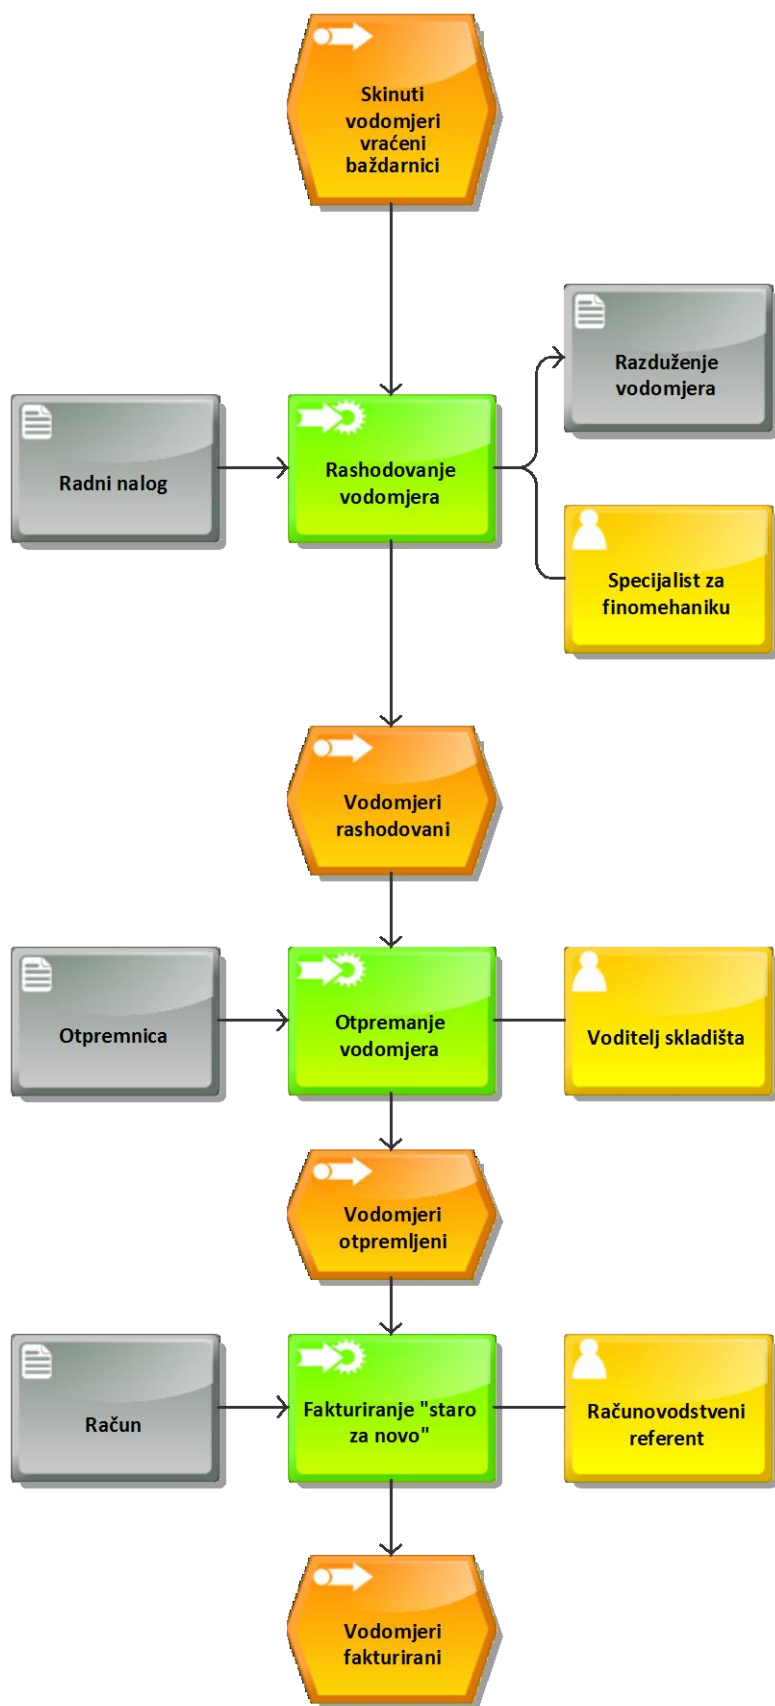 Skinuti
vodomjeri
vraćeni
baždarnici
Razduženje
vodomjera
Radni nalog
Rashodovanje
vodomjera
Specijalist za
finomehaniku
Vodomjeri
rashodovani
Otpremnica
Otpremanje
vodomjera
Voditelj skladišta
Vodomjeri
otpremljeni
Račun
Fakturiranje "staro
za novo"
Računovodstveni
referent
Vodomjeri
fakturirani